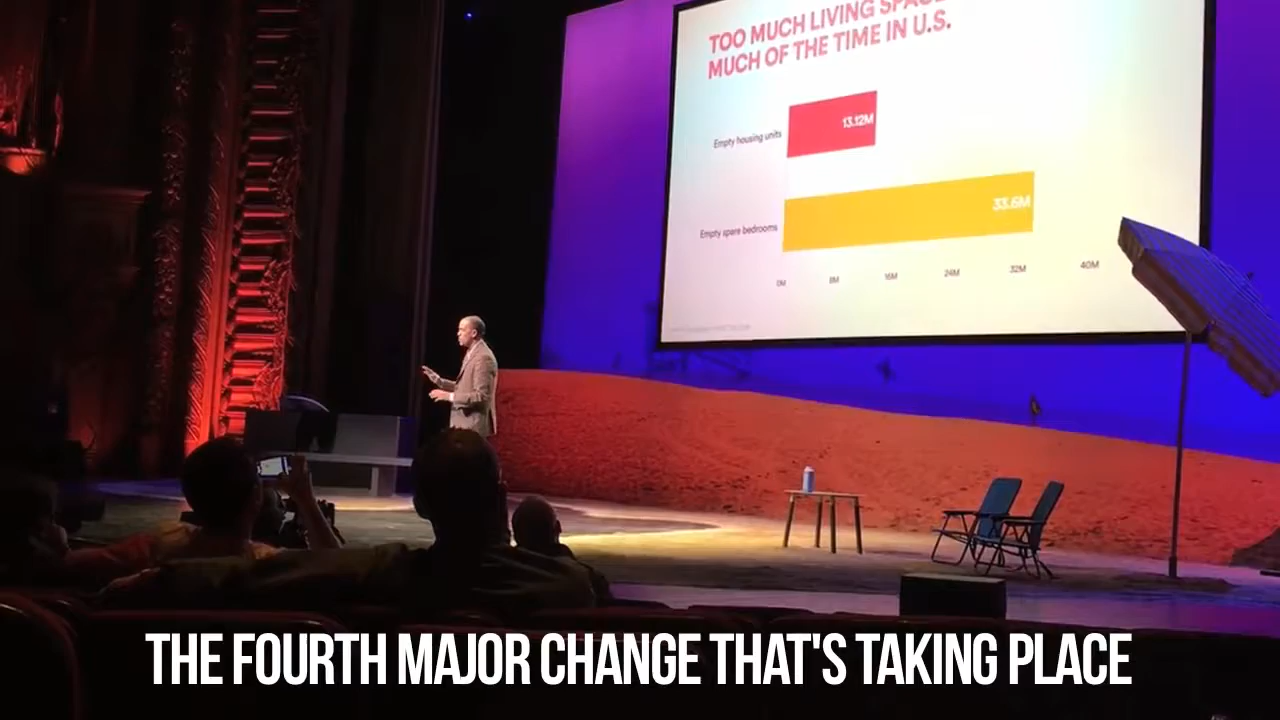 TOO MUCH LIVING SPACE
MUCH OF THE TIME IN U.S.
Empty housing units
13.12M
Empty spare bedrooms
33.6M
0M 8M 16M 24M 32M 40M
THE FOURTH MAJOR CHANGE THAT'S TAKING PLACE